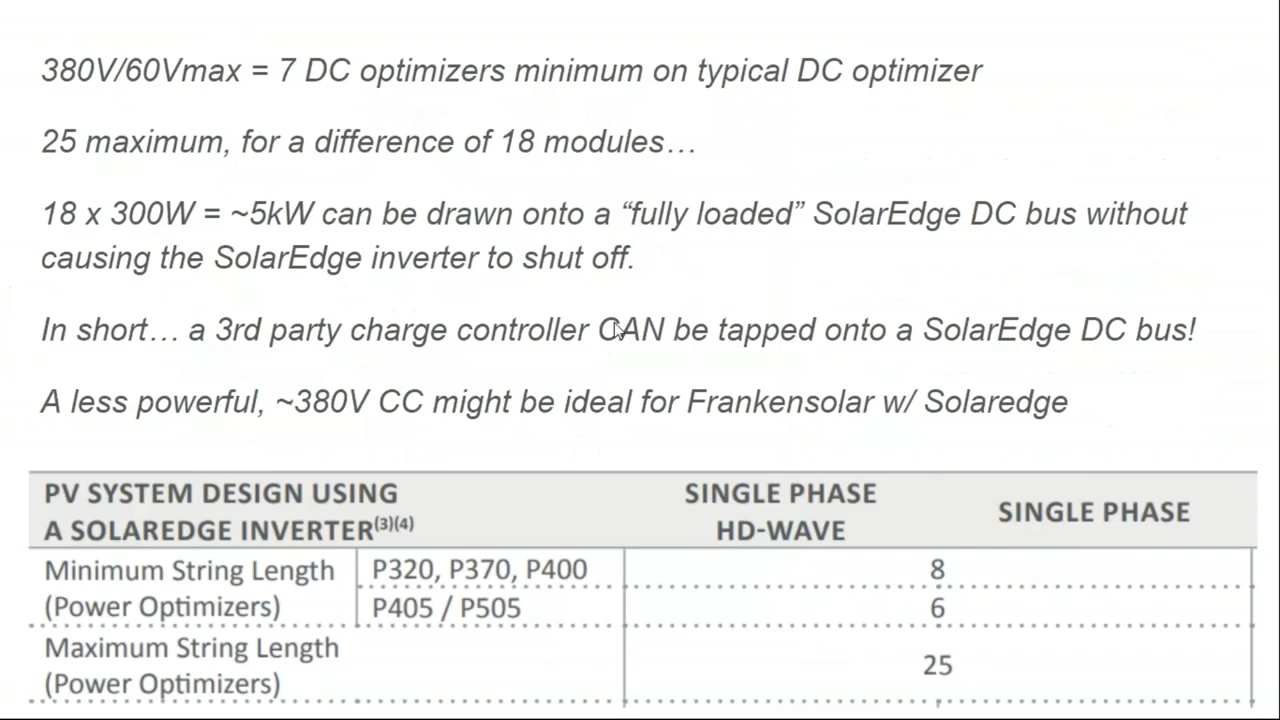 380V/60Vmax = 7 DC optimizers minimum on typical DC optimizer
25 maximum, for a difference of 18 modules…
18 x 300W = ~5kW can be drawn onto a “fully loaded” SolarEdge DC bus without
causing the SolarEdge inverter to shut off.
In short… a 3rd party charge controller CAN be tapped onto a SolarEdge DC bus!
A less powerful, ~380V CC might be ideal for Frankensolar w/ Solaredge
PV SYSTEM DESIGN USING
A SOLAREDGE INVERTER(3)(4)
SINGLE PHASE
HD-WAVE
SINGLE PHASE
Minimum String Length
(Power Optimizers)
P320, P370, P400
8
P405 / P505
6
Maximum String Length
(Power Optimizers)
25